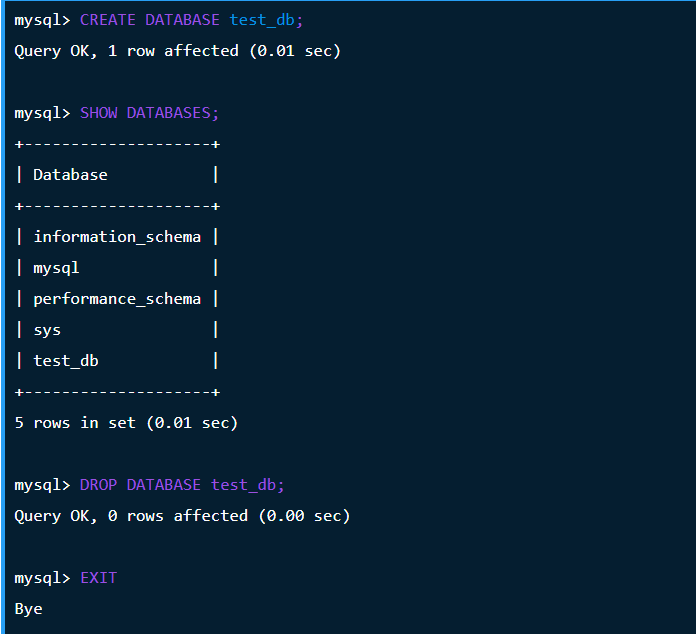 mysql> CREATE DATABASE test_db;
Query OK, 1 row affected (0.01 sec)
mysql> SHOW DATABASES;
+--------------------+
| Database           |
+--------------------+
| information_schema |
| mysql              |
| performance_schema |
| sys                |
| test_db            |
+--------------------+
5 rows in set (0.01 sec)
mysql> DROP DATABASE test_db;
Query OK, 0 rows affected (0.00 sec)
mysql> EXIT
Bye